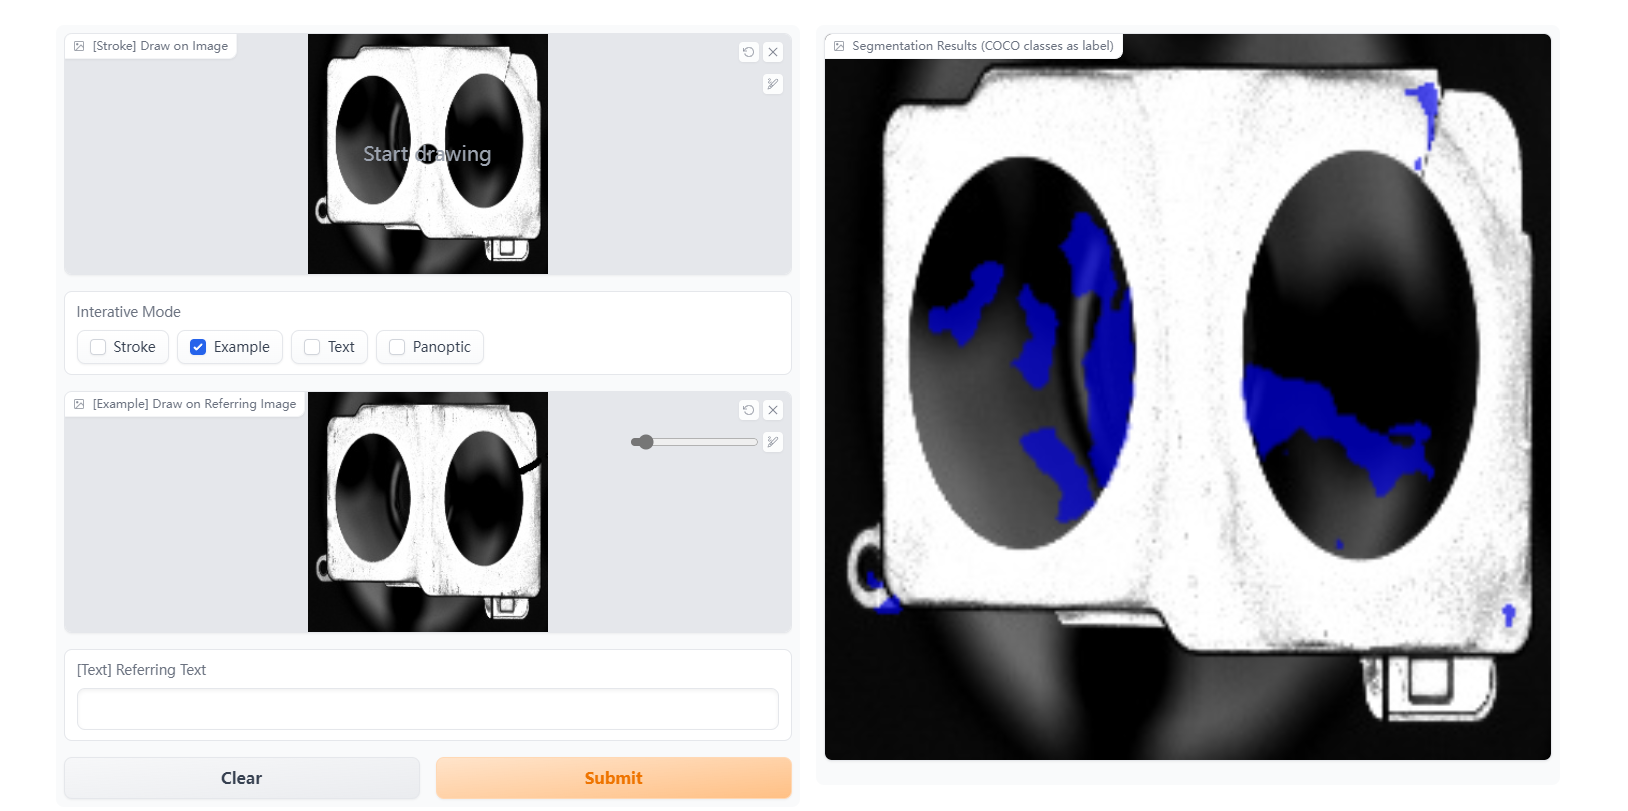 [Stroke] Draw on Image
Start drawing
Interative Mode
Stroke
Example
Text
Panoptic
[Example] Draw on Referring Image
[Text] Referring Text
Clear
Submit
Segmentation Results (COCO classes as label)